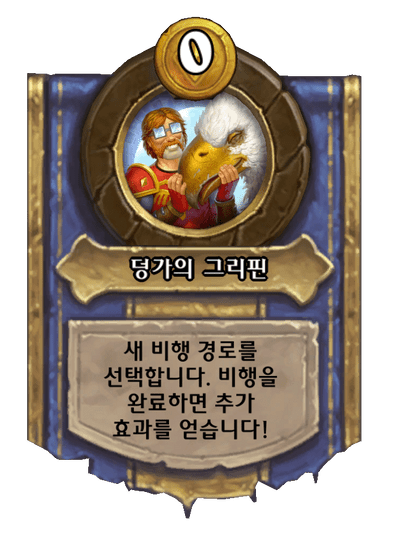 0
덩가의 그리핀
새 비행 경로를
선택합니다. 비행을
완료하면 추가
효과를 얻습니다!